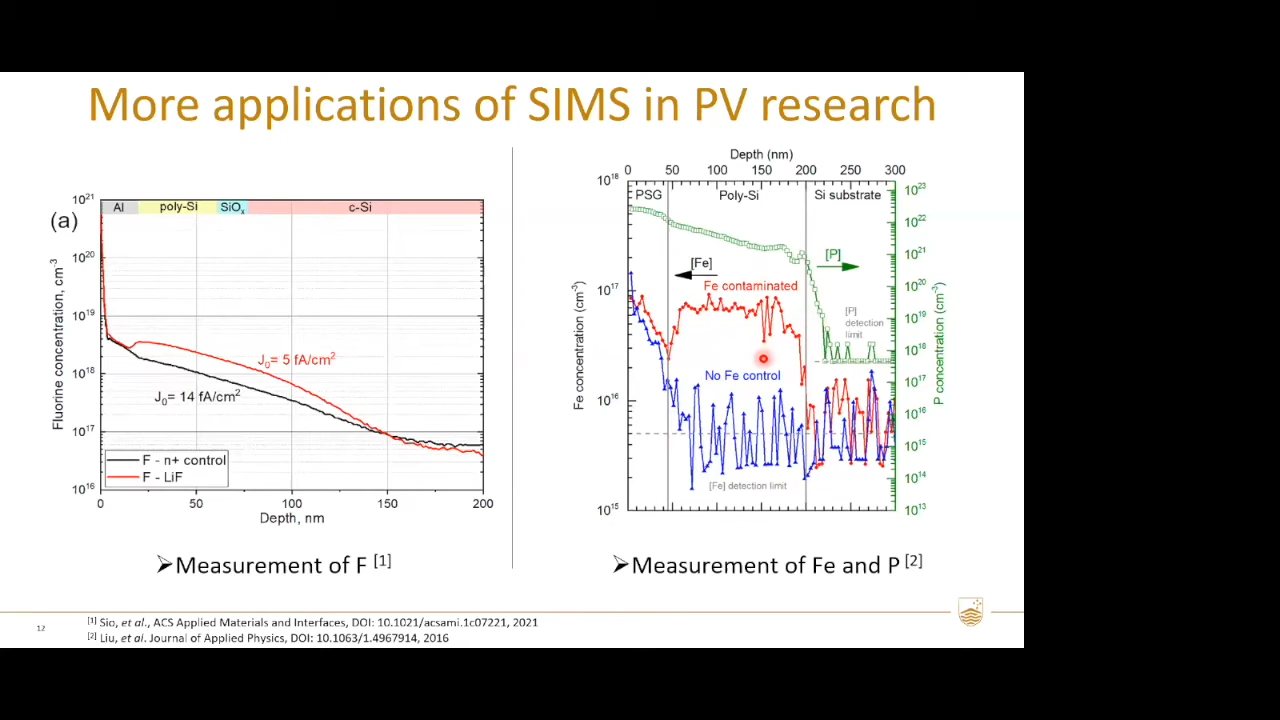 More applications of SIMS in PV research
(a)
Al
poly-Si
SiOx
c-Si
10²¹
10²⁰
10¹⁹
10¹⁸
10¹⁷
10¹⁶
Fluorine concentration, cm⁻³
J₀= 5 fA/cm²
J₀= 14 fA/cm²
F - n+ control
F - LiF
0 50 100 150 200
Depth, nm
➢Measurement of F [1]
Depth (nm)
0 50 100 150 200 250 300
PSG
Poly-Si
Si substrate
10¹⁸
10¹⁷
10¹⁶
10¹⁵
Fe concentration (cm⁻³)
[Fe]
[P]
Fe contaminated
[P]
detection
limit
No Fe control
[Fe] detection limit
10²³
10²²
10²¹
10²⁰
10¹⁹
10¹⁸
10¹⁷
10¹⁶
10¹⁵
10¹⁴
10¹³
P concentration (cm⁻³)
➢Measurement of Fe and P [2]
12
[1] Sio, et al., ACS Applied Materials and Interfaces, DOI: 10.1021/acsami.1c07221, 2021
[2] Liu, et al. Journal of Applied Physics, DOI: 10.1063/1.4967914, 2016